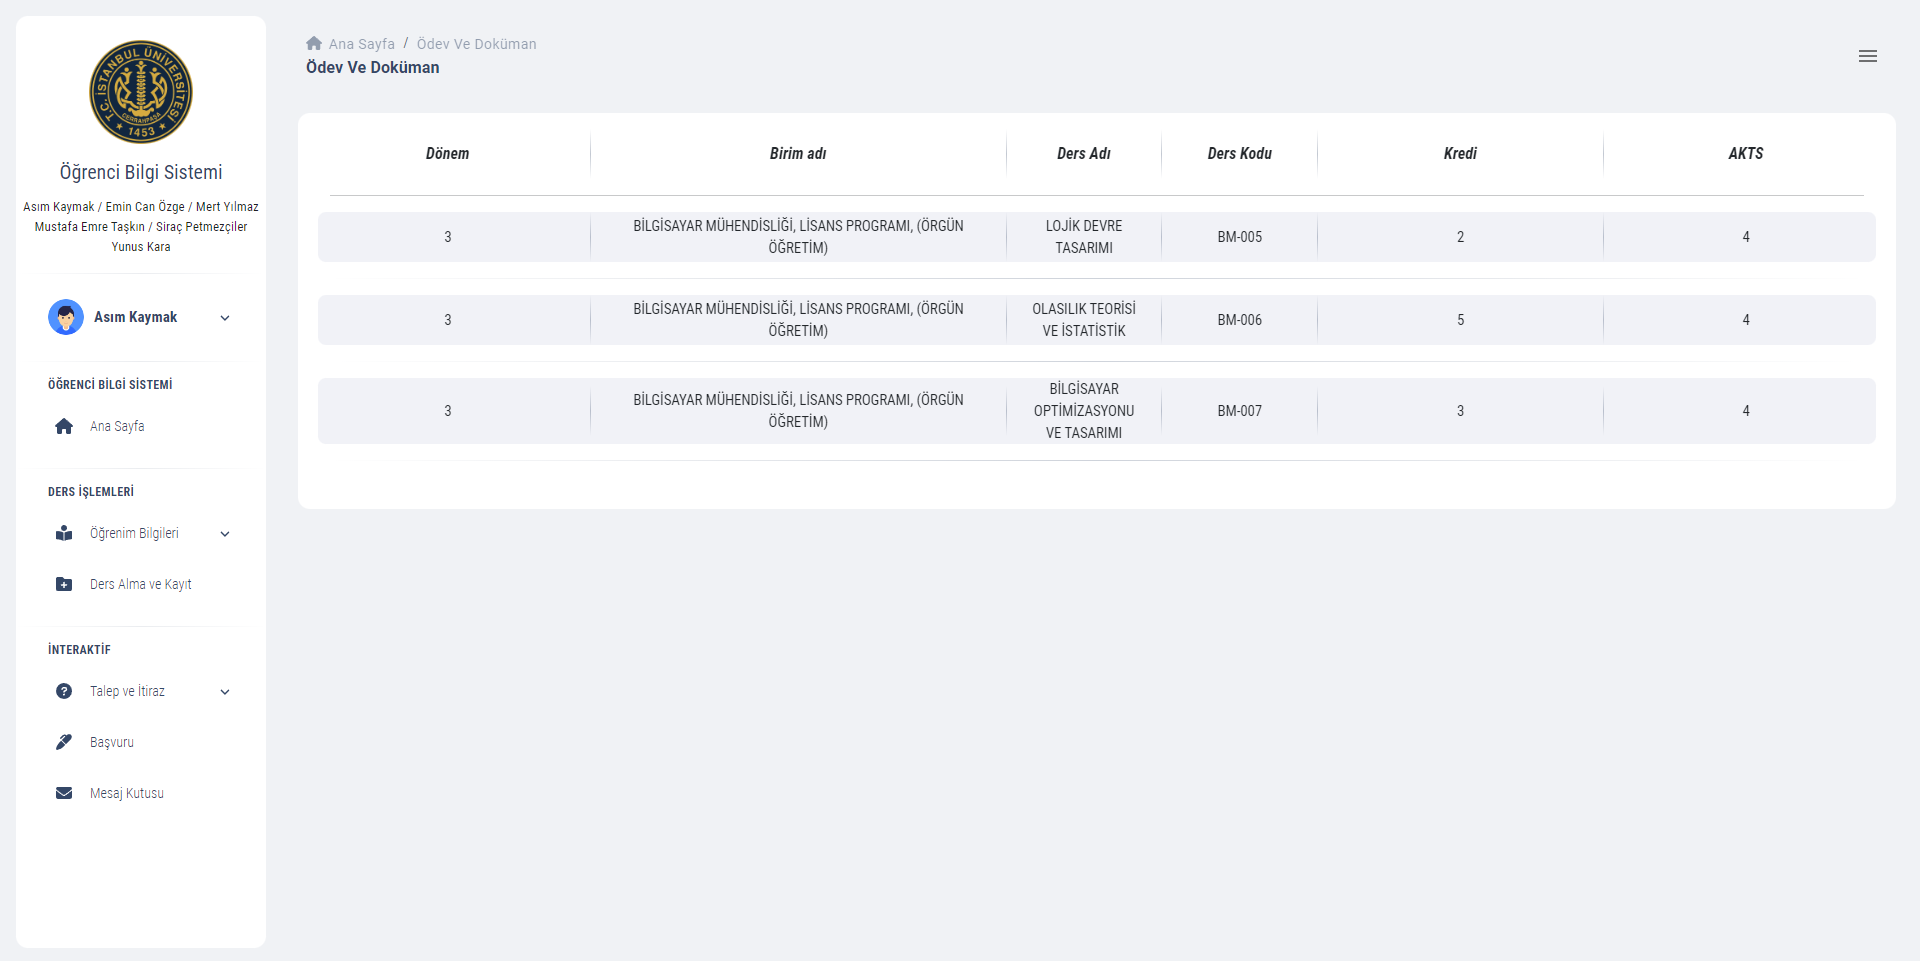 T.C. İSTANBUL ÜNİVERSİTESİ
CERRAHPAŞA
1453
Öğrenci Bilgi Sistemi
Asım Kaymak / Emin Can Özge / Mert Yılmaz
Mustafa Emre Taşkın / Siraç Petmezçiler
Yunus Kara
Asım Kaymak
ÖĞRENCİ BİLGİ SİSTEMİ
Ana Sayfa
DERS İŞLEMLERİ
Öğrenim Bilgileri
Ders Alma ve Kayıt
İNTERAKTİF
Talep ve İtiraz
Başvuru
Mesaj Kutusu
Ana Sayfa / Ödev Ve Doküman
Ödev Ve Doküman
Dönem Birim adı Ders Adı Ders Kodu Kredi AKTS
3 BİLGİSAYAR MÜHENDİSLİĞİ, LİSANS PROGRAMI, (ÖRGÜN
ÖĞRETİM) LOJİK DEVRE
TASARIMI BM-005 2 4
3 BİLGİSAYAR MÜHENDİSLİĞİ, LİSANS PROGRAMI, (ÖRGÜN
ÖĞRETİM) OLASILIK TEORİSİ
VE İSTATİSTİK BM-006 5 4
3 BİLGİSAYAR MÜHENDİSLİĞİ, LİSANS PROGRAMI, (ÖRGÜN
ÖĞRETİM) BİLGİSAYAR
OPTİMİZASYONU
VE TASARIMI BM-007 3 4